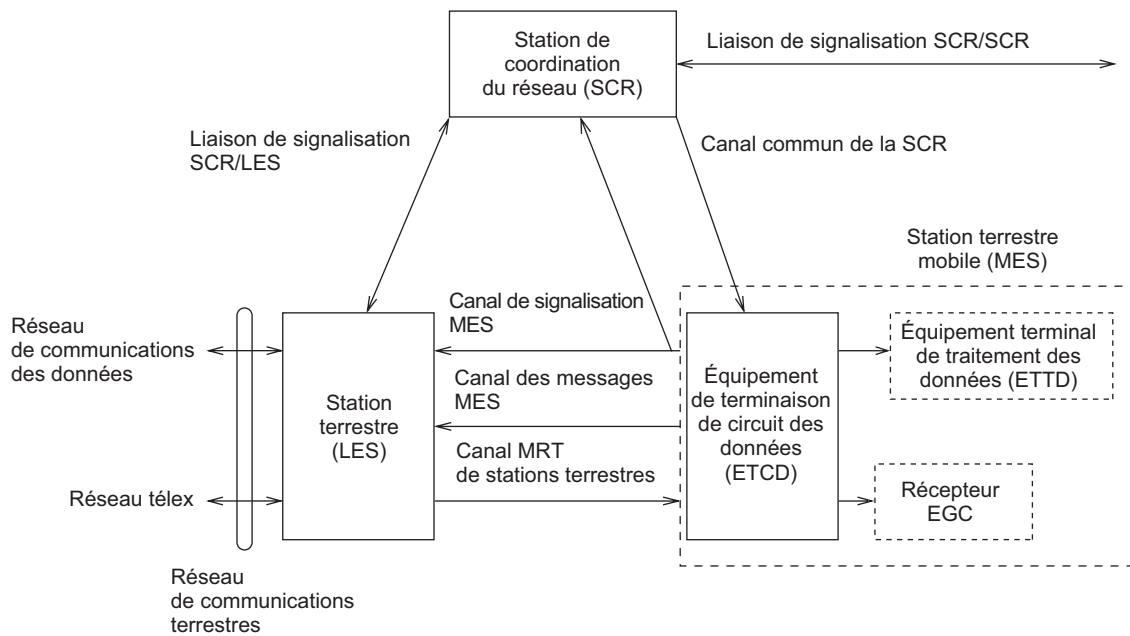 Station de
coordination
du réseau (SCR)
Liaison de signalisation SCR/SCR
Liaison de signalisation
SCR/LES
Canal commun de la SCR
Station terrestre
mobile (MES)
Canal de signalisation
MES
Réseau
de communications
des données
Équipement terminal
de traitement des
données (ETTD)
Canal des messages
MES
Station
terrestre
(LES)
Équipement
de terminaison
de circuit des
données
(ETCD)
Canal MRT
de stations terrestres
Réseau télex
Récepteur
EGC
Réseau
de communications
terrestres